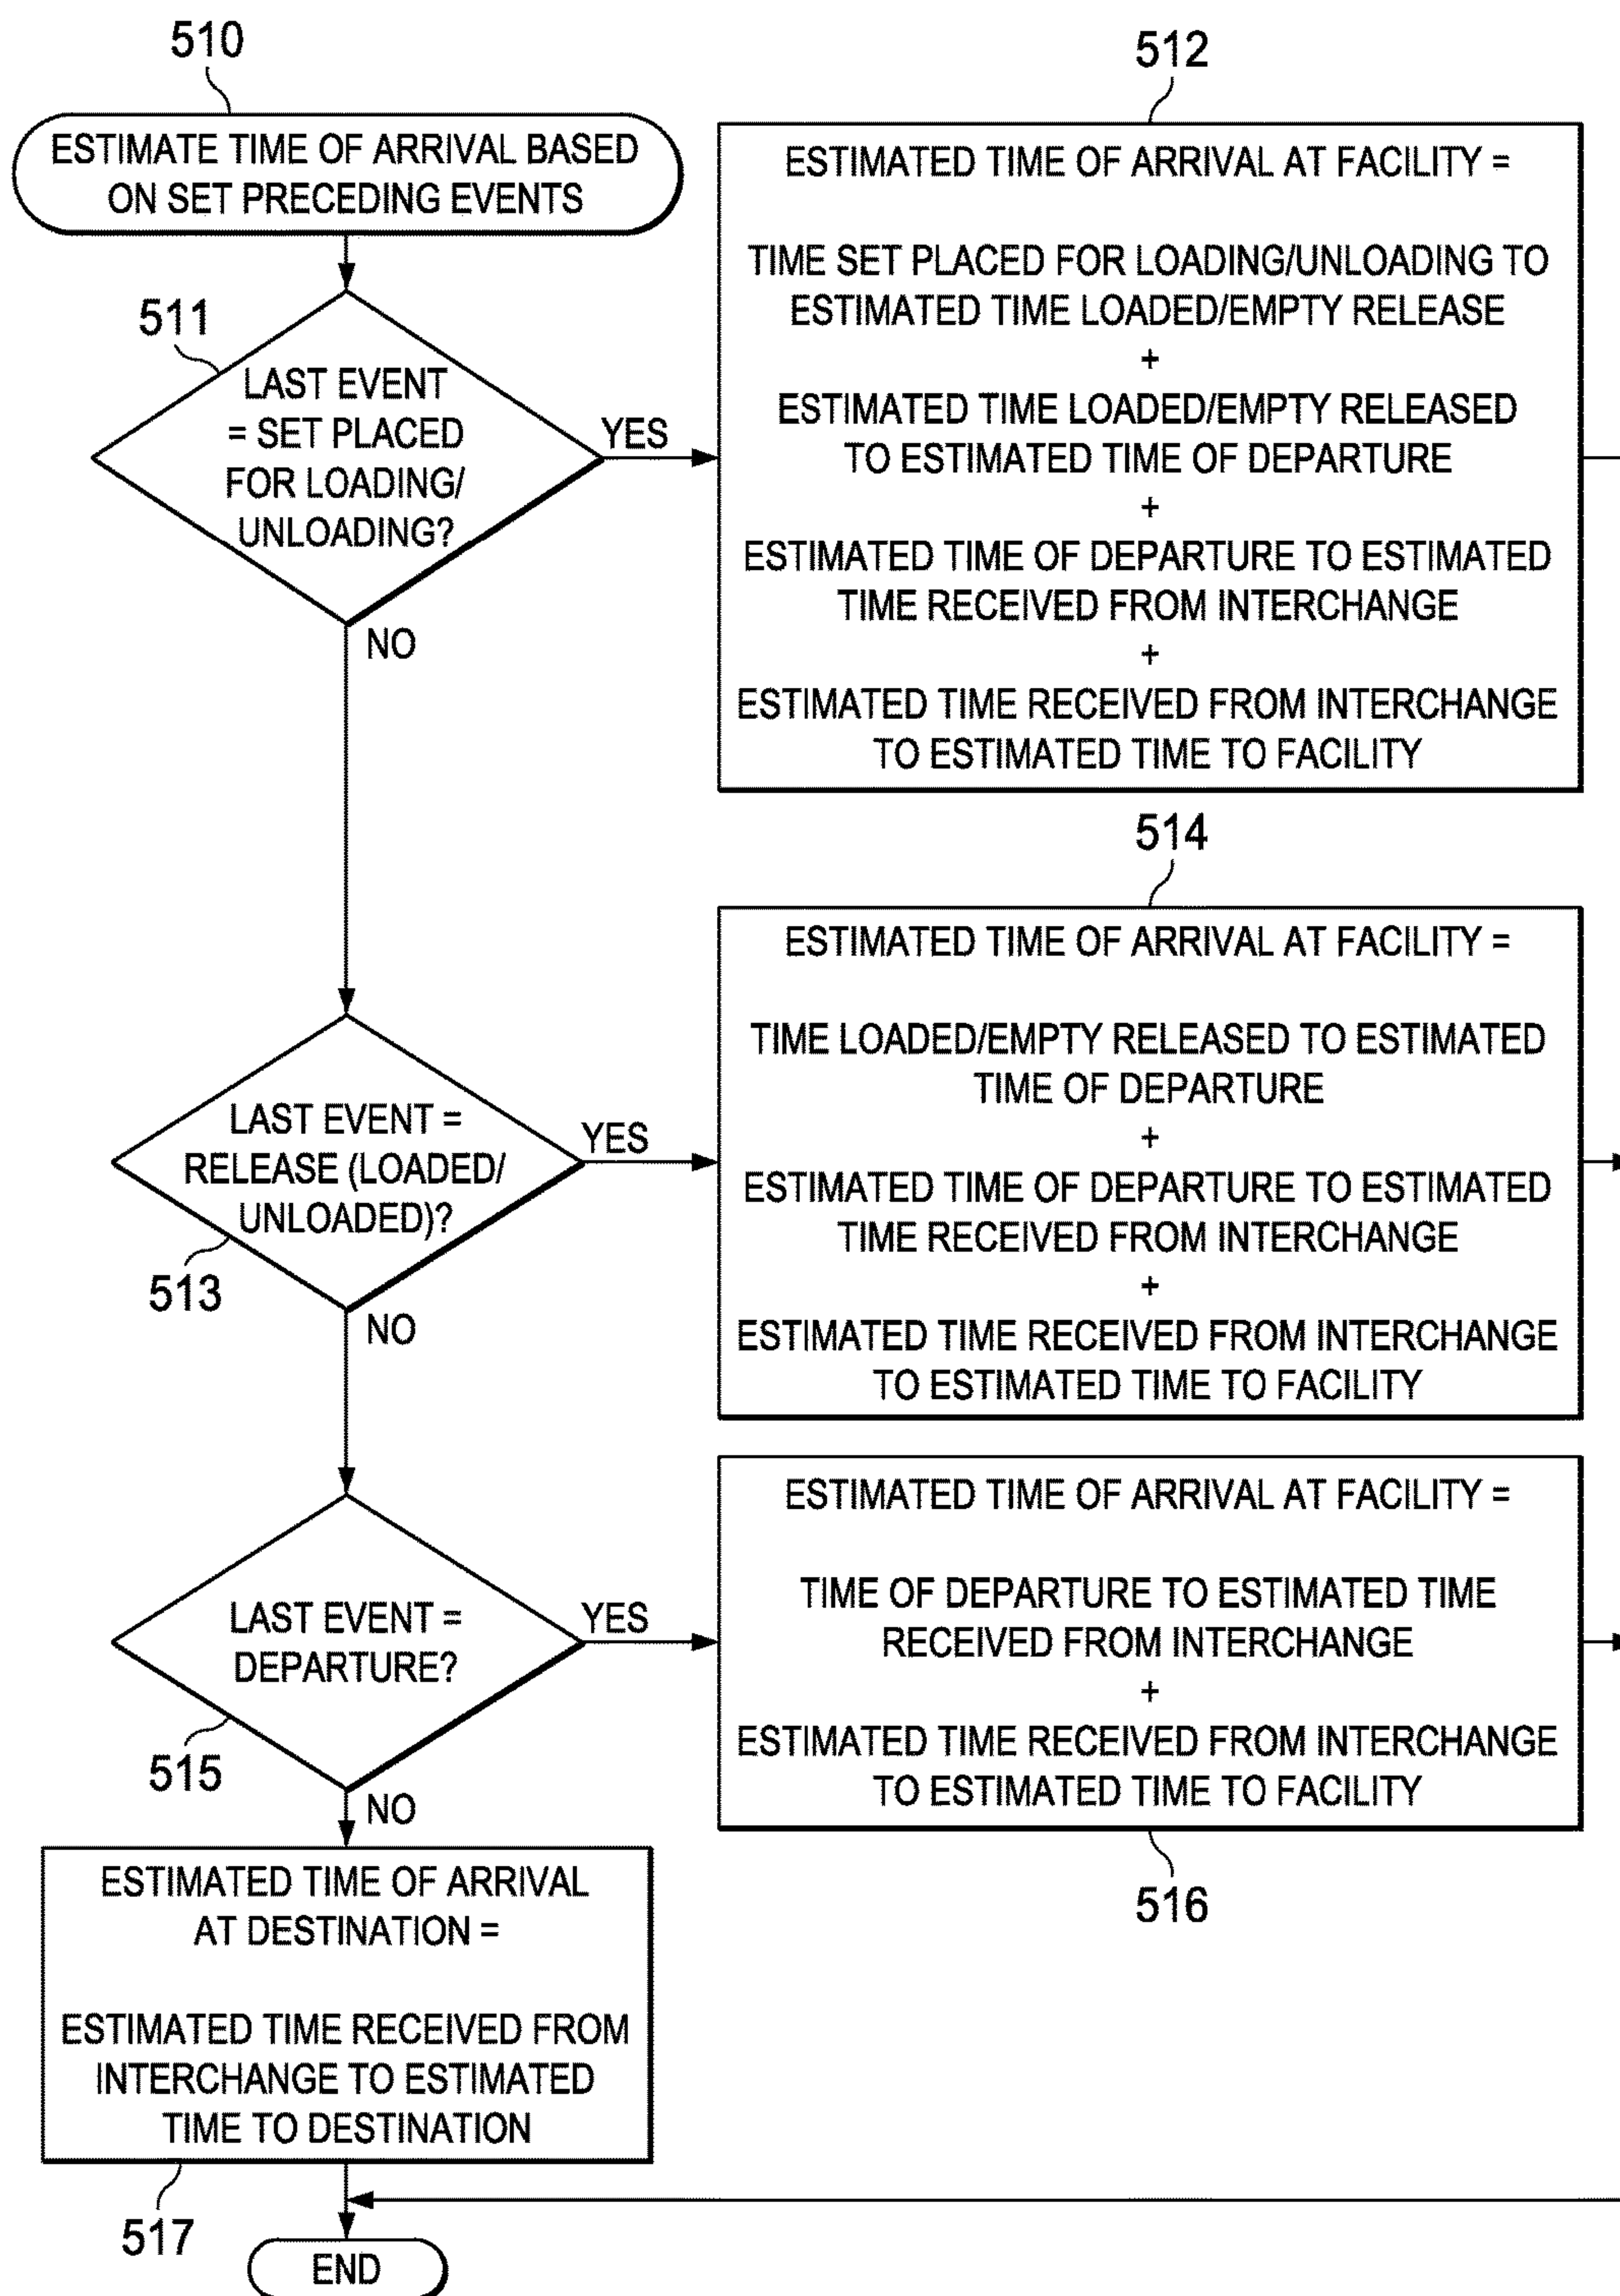 510
ESTIMATE TIME OF ARRIVAL BASED
ON SET PRECEDING EVENTS
511
LAST EVENT
= SET PLACED
FOR LOADING/
UNLOADING?
YES
NO
512
ESTIMATED TIME OF ARRIVAL AT FACILITY =
TIME SET PLACED FOR LOADING/UNLOADING TO
ESTIMATED TIME LOADED/EMPTY RELEASE
+
ESTIMATED TIME LOADED/EMPTY RELEASED
TO ESTIMATED TIME OF DEPARTURE
+
ESTIMATED TIME OF DEPARTURE TO ESTIMATED
TIME RECEIVED FROM INTERCHANGE
+
ESTIMATED TIME RECEIVED FROM INTERCHANGE
TO ESTIMATED TIME TO FACILITY
LAST EVENT =
RELEASE (LOADED/
UNLOADED)?
513
YES
NO
514
ESTIMATED TIME OF ARRIVAL AT FACILITY =
TIME LOADED/EMPTY RELEASED TO ESTIMATED
TIME OF DEPARTURE
+
ESTIMATED TIME OF DEPARTURE TO ESTIMATED
TIME RECEIVED FROM INTERCHANGE
+
ESTIMATED TIME RECEIVED FROM INTERCHANGE
TO ESTIMATED TIME TO FACILITY
LAST EVENT =
DEPARTURE?
515
YES
NO
ESTIMATED TIME OF ARRIVAL AT FACILITY =
TIME OF DEPARTURE TO ESTIMATED TIME
RECEIVED FROM INTERCHANGE
+
ESTIMATED TIME RECEIVED FROM INTERCHANGE
TO ESTIMATED TIME TO FACILITY
516
ESTIMATED TIME OF ARRIVAL
AT DESTINATION =
ESTIMATED TIME RECEIVED FROM
INTERCHANGE TO ESTIMATED
TIME TO DESTINATION
517
END